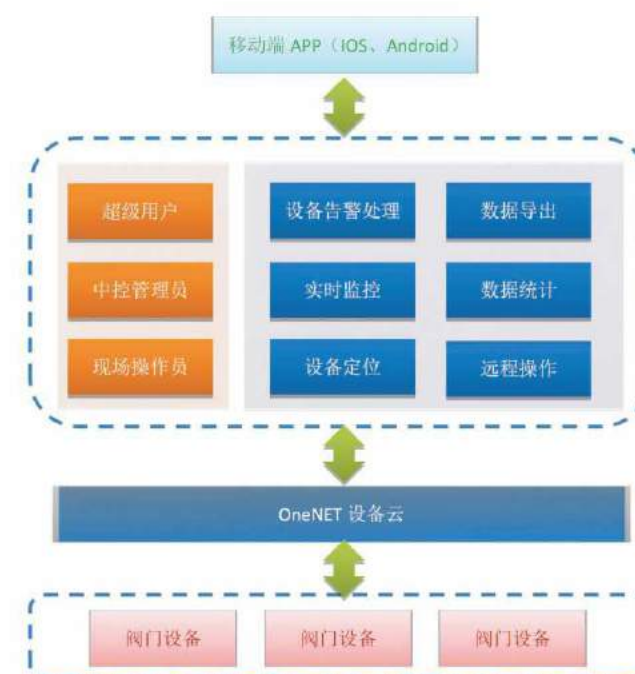 移动端 APP（IOS、Android）
超级用户
设备告警处理
数据导出
中控管理员
实时监控
数据统计
现场操作员
设备定位
远程操作
OneNET 设备云
阀门设备
阀门设备
阀门设备